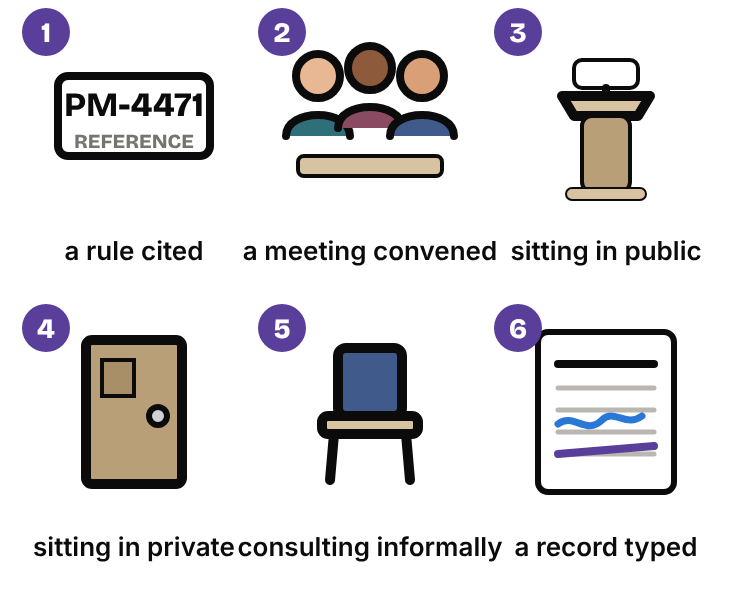 1
2
3
PM-4471
REFERENCE
a rule cited
a meeting convened
sitting in public
4
5
6
sitting in private
consulting informally
a record typed